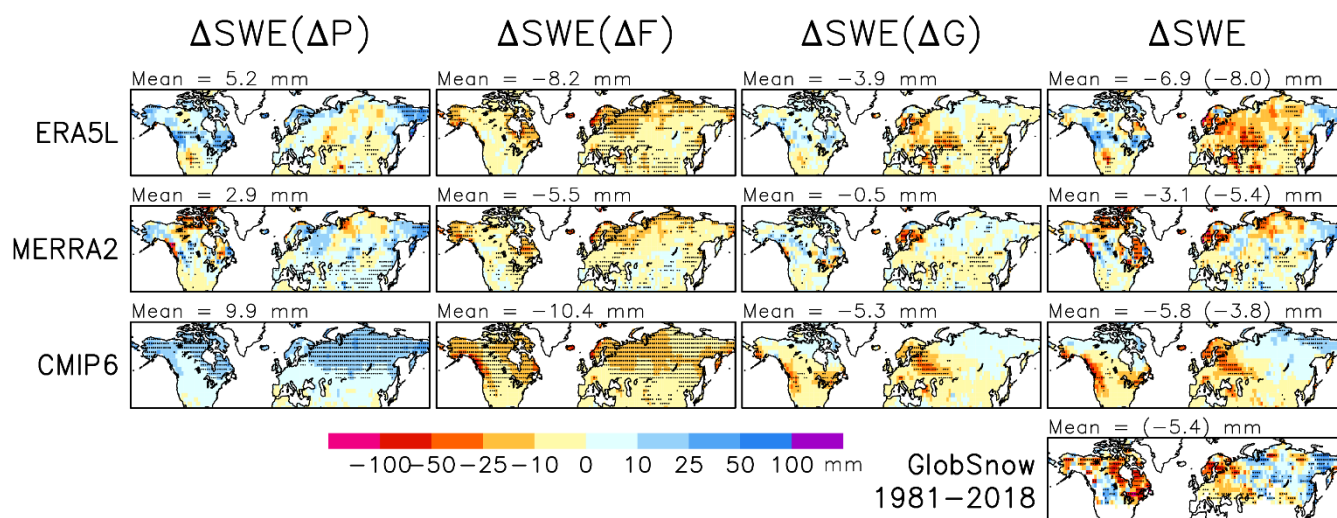 ΔSWE(ΔP) ΔSWE(ΔF) ΔSWE(ΔG) ΔSWE
Mean = 5.2 mm Mean = −8.2 mm Mean = −3.9 mm Mean = −6.9 (−8.0) mm
ERA5L
Mean = 2.9 mm Mean = −5.5 mm Mean = −0.5 mm Mean = −3.1 (−5.4) mm
MERRA2
Mean = 9.9 mm Mean = −10.4 mm Mean = −5.3 mm Mean = −5.8 (−3.8) mm
CMIP6
Mean = (−5.4) mm
−100 −50 −25 −10 0 10 25 50 100 mm
GlobSnow
1981−2018